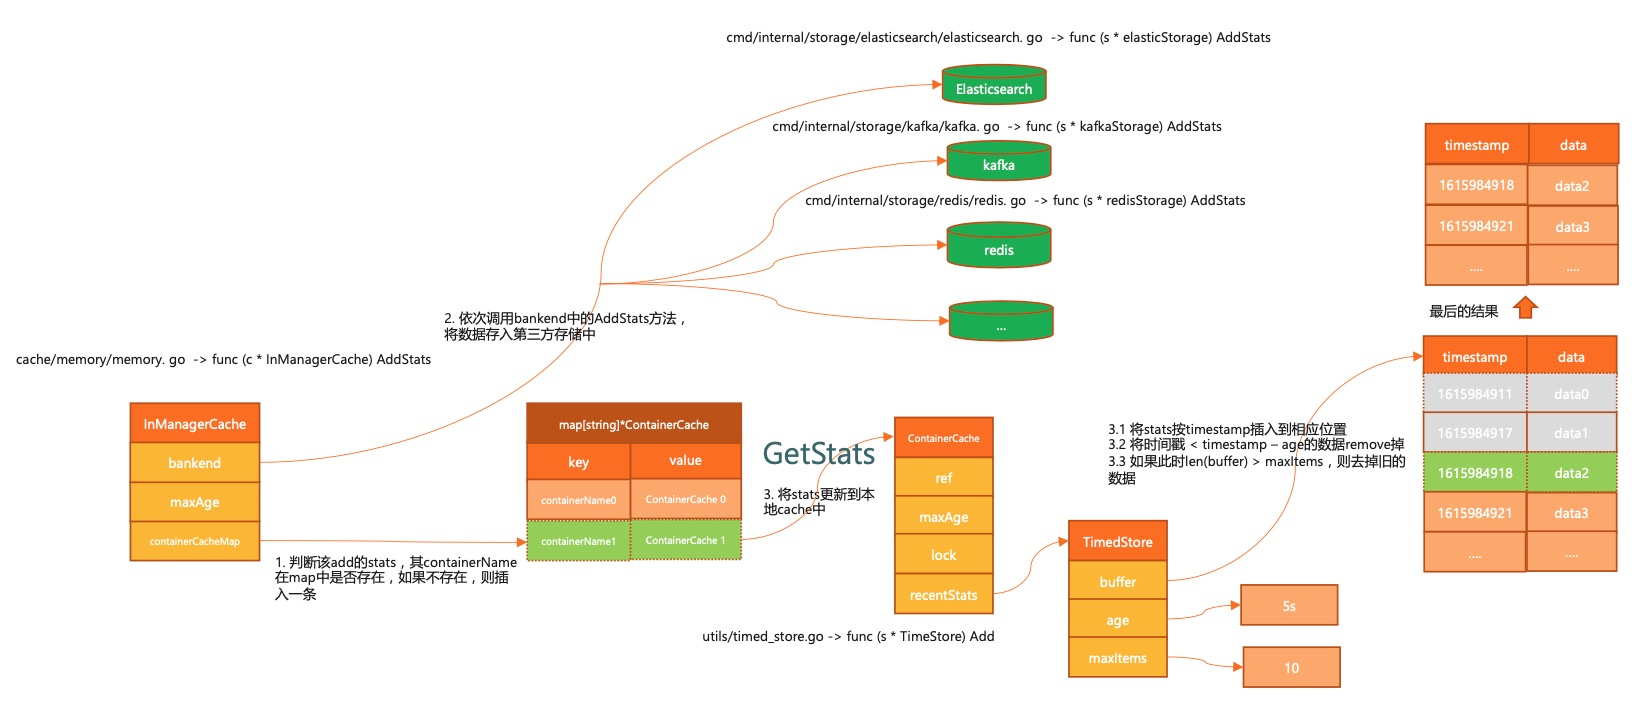 cmd/internal/storage/elasticsearch/elasticsearch. go -> func (s * elasticStorage) AddStats
Elasticsearch
cmd/internal/storage/kafka/kafka. go -> func (s * kafkaStorage) AddStats
kafka
cmd/internal/storage/redis/redis. go -> func (s * redisStorage) AddStats
redis
...
2. 依次调用bankend中的AddStats方法，
将数据存入第三方存储中
cache/memory/memory. go -> func (c * InManagerCache) AddStats
InManagerCache
bankend
maxAge
containerCacheMap
1. 判断该add的stats，其containerName
在map中是否存在，如果不存在，则插
入一条
map[string]*ContainerCache
key value
containerName0 ContainerCache 0
containerName1 ContainerCache 1
GetStats
3. 将stats更新到本
地cache中
ContainerCache
ref
maxAge
lock
recentStats
utils/timed_store.go -> func (s * TimeStore) Add
TimedStore
buffer
age
maxItems
5s
10
3.1 将stats按timestamp插入到相应位置
3.2 将时间戳 < timestamp – age的数据remove掉
3.3 如果此时len(buffer) > maxItems，则去掉旧的
数据
timestamp data
1615984918 data2
1615984921 data3
.... ....
最后的结果
timestamp data
1615984911 data0
1615984917 data1
1615984918 data2
1615984921 data3
.... ....